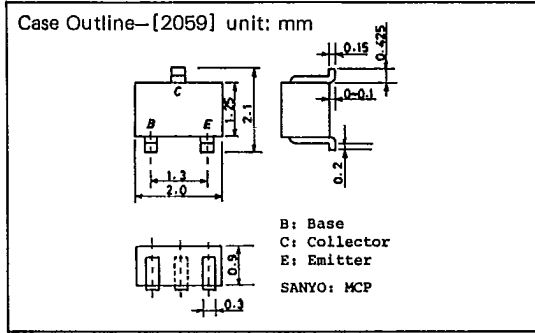 Case Outline—[2059] unit: mm
0.15
0.425
C
B
E
1.25
2.1
0~0.1
1.3
2.0
0.2
B: Base
C: Collector
E: Emitter
SANYO: MCP
0.9
0.3